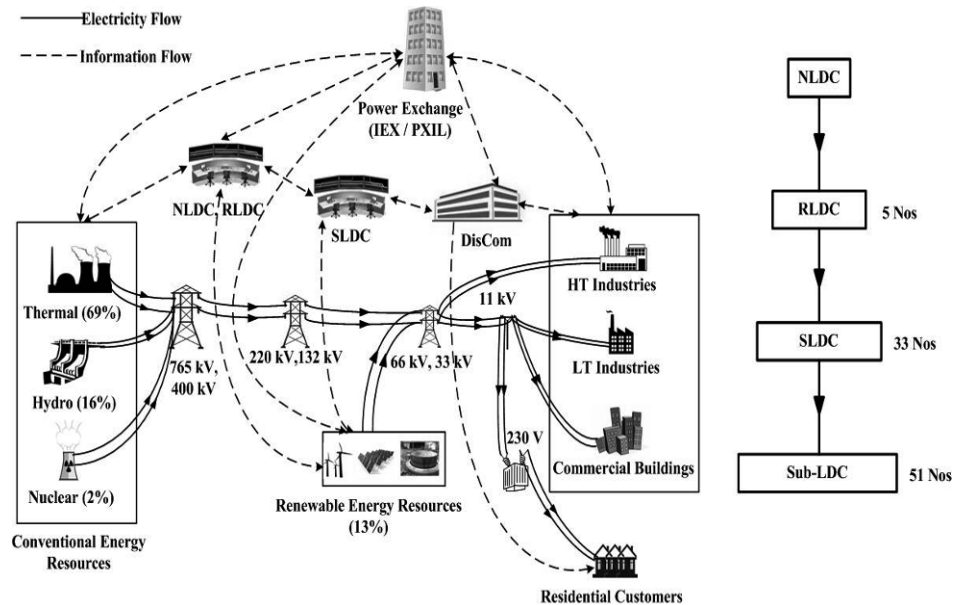 Electricity Flow
Information Flow
Power Exchange
(IEX / PXIL)
NLDC, RLDC
SLDC
DisCom
Thermal (69%)
Hydro (16%)
Nuclear (2%)
Conventional Energy
Resources
765 kV,
400 kV
220 kV,132 kV
66 kV, 33 kV
11 kV
230 V
Renewable Energy Resources
(13%)
HT Industries
LT Industries
Commercial Buildings
Residential Customers
NLDC
RLDC
5 Nos
SLDC
33 Nos
Sub-LDC
51 Nos